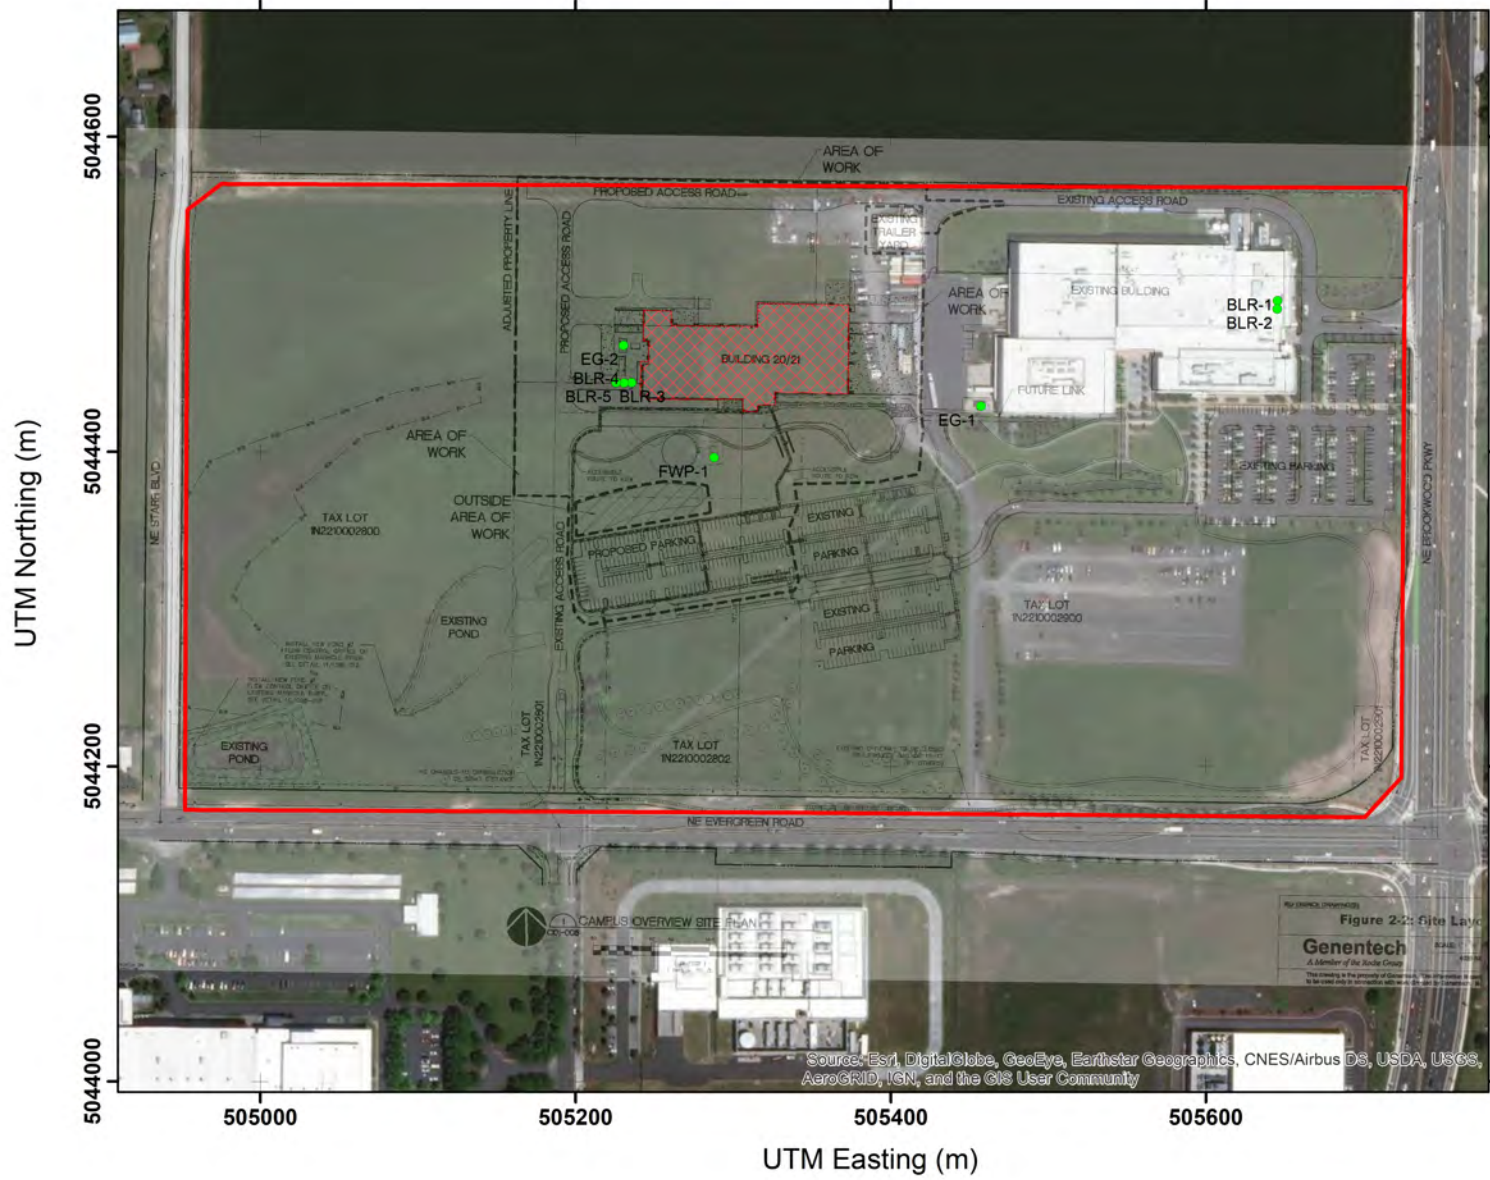 5044600
5044400
5044200
5044000
UTM Northing (m)
505000
505200
505400
505600
UTM Easting (m)
AREA OF
WORK
PROPOSED ACCESS ROAD
EXISTING ACCESS ROAD
EXISTING
TRAILER
YARD
ADJUSTED PROPERTY LINE
PROPOSED ACCESS ROAD
AREA OF
WORK
EXISTING BUILDING
BLR-1
BLR-2
EG-2
BLR-4
BLR-5 BLR-3
BUILDING 20/21
FUTURE LINK
EG-1
AREA OF
WORK
FWP-1
EXISTING PARKING
OUTSIDE
AREA OF
WORK
TAX LOT
1N2210002800
EXISTING
PROPOSED PARKING
PARKING
NE STARR BLVD
NE BROOKWOOD PKWY
EXISTING ACCESS ROAD
EXISTING
POND
EXISTING
PARKING
TAX LOT
1N2210002900
TAX LOT
1N2210002801
TAX LOT
1N2210002802
TAX LOT
1N2210002901
EXISTING
POND
NE EVERGREEN ROAD
1
CAMPUS OVERVIEW SITE PLAN
Figure 2-2: Site Layo
Genentech
A Member of the Roche Group
Source: Esri, DigitalGlobe, GeoEye, Earthstar Geographics, CNES/Airbus DS, USDA, USGS,
AeroGRID, IGN, and the GIS User Community